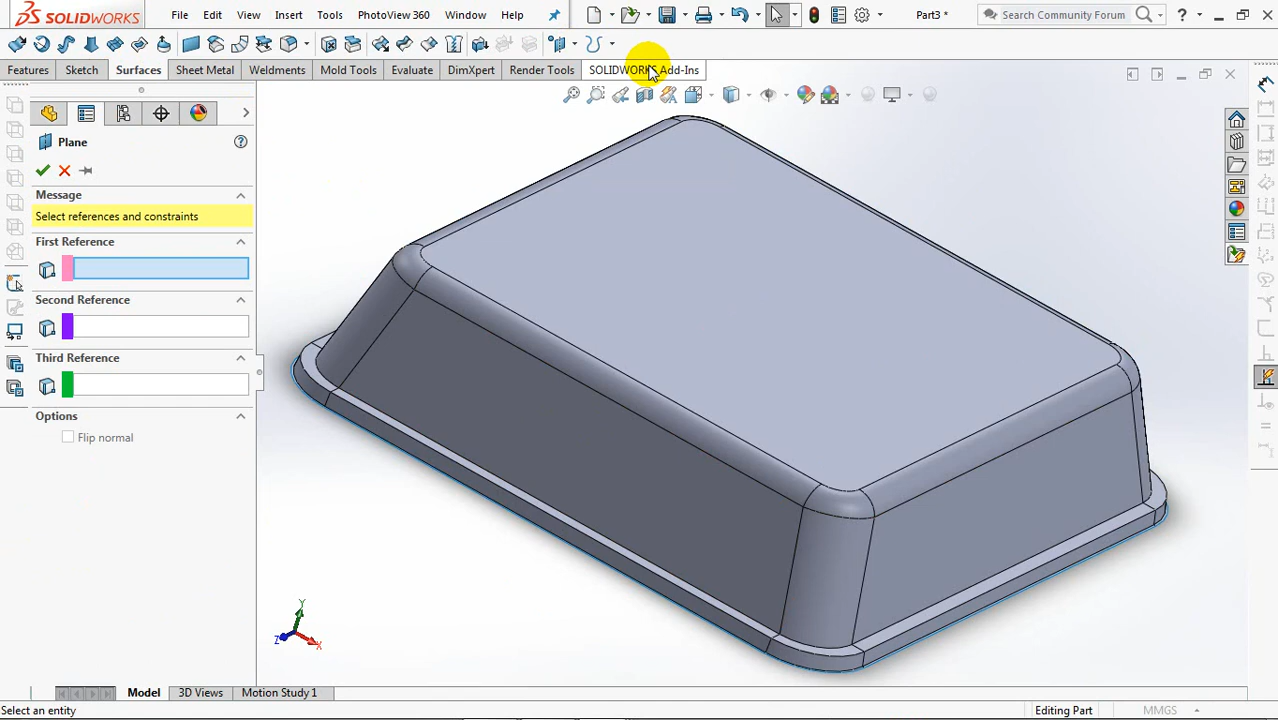 SOLIDWORKS File Edit View Insert Tools PhotoView 360 Window Help Part3 * Search Community Forum ?
Features Sketch Surfaces Sheet Metal Weldments Mold Tools Evaluate DimXpert Render Tools SOLIDWORKS Add-Ins
Plane
Message
Select references and constraints
First Reference
Second Reference
Third Reference
Options
Flip normal
Y
Z
X
Model 3D Views Motion Study 1
Select an entity Editing Part MMGS